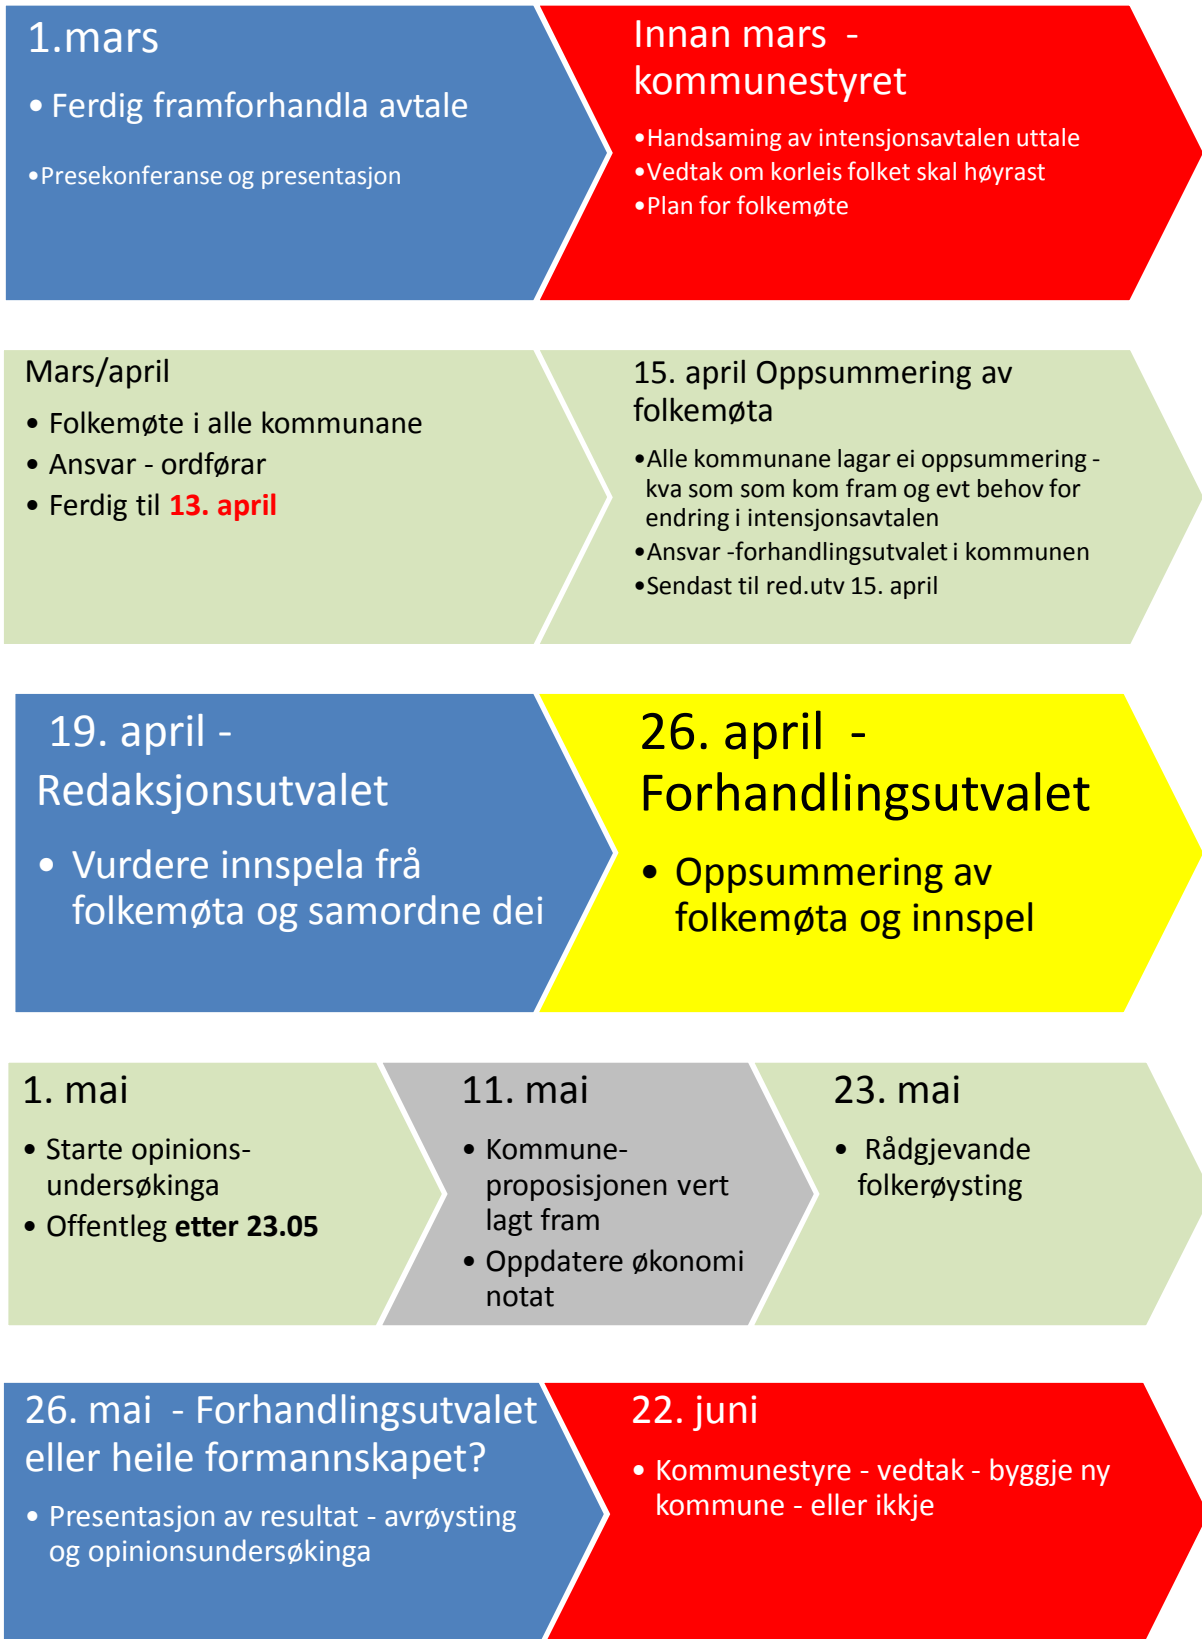 1.mars
• Ferdig framforhandla avtale
•Presekonferanse og presentasjon
Innan mars -
kommunestyret
•Handsaming av intensjonsavtalen uttale
•Vedtak om korleis folket skal høyrast
•Plan for folkemøte
Mars/april
• Folkemøte i alle kommunane
• Ansvar - ordførar
• Ferdig til 13. april
15. april Oppsummering av
folkemøta
•Alle kommunane lagar ei oppsummering -
kva som som kom fram og evt behov for
endring i intensjonsavtalen
•Ansvar -forhandlingsutvalet i kommunen
•Sendast til red.utv 15. april
19. april -
Redaksjonsutvalet
• Vurdere innspela frå
folkemøta og samordne dei
26. april -
Forhandlingsutvalet
• Oppsummering av
folkemøta og innspel
1. mai
• Starte opinions-
undersøkinga
• Offentleg etter 23.05
11. mai
• Kommune-
proposisjonen vert
lagt fram
• Oppdatere økonomi
notat
23. mai
• Rådgjevande
folkerøysting
26. mai - Forhandlingsutvalet
eller heile formannskapet?
• Presentasjon av resultat - avrøysting
og opinionsundersøkinga
22. juni
• Kommunestyre - vedtak - byggje ny
kommune - eller ikkje